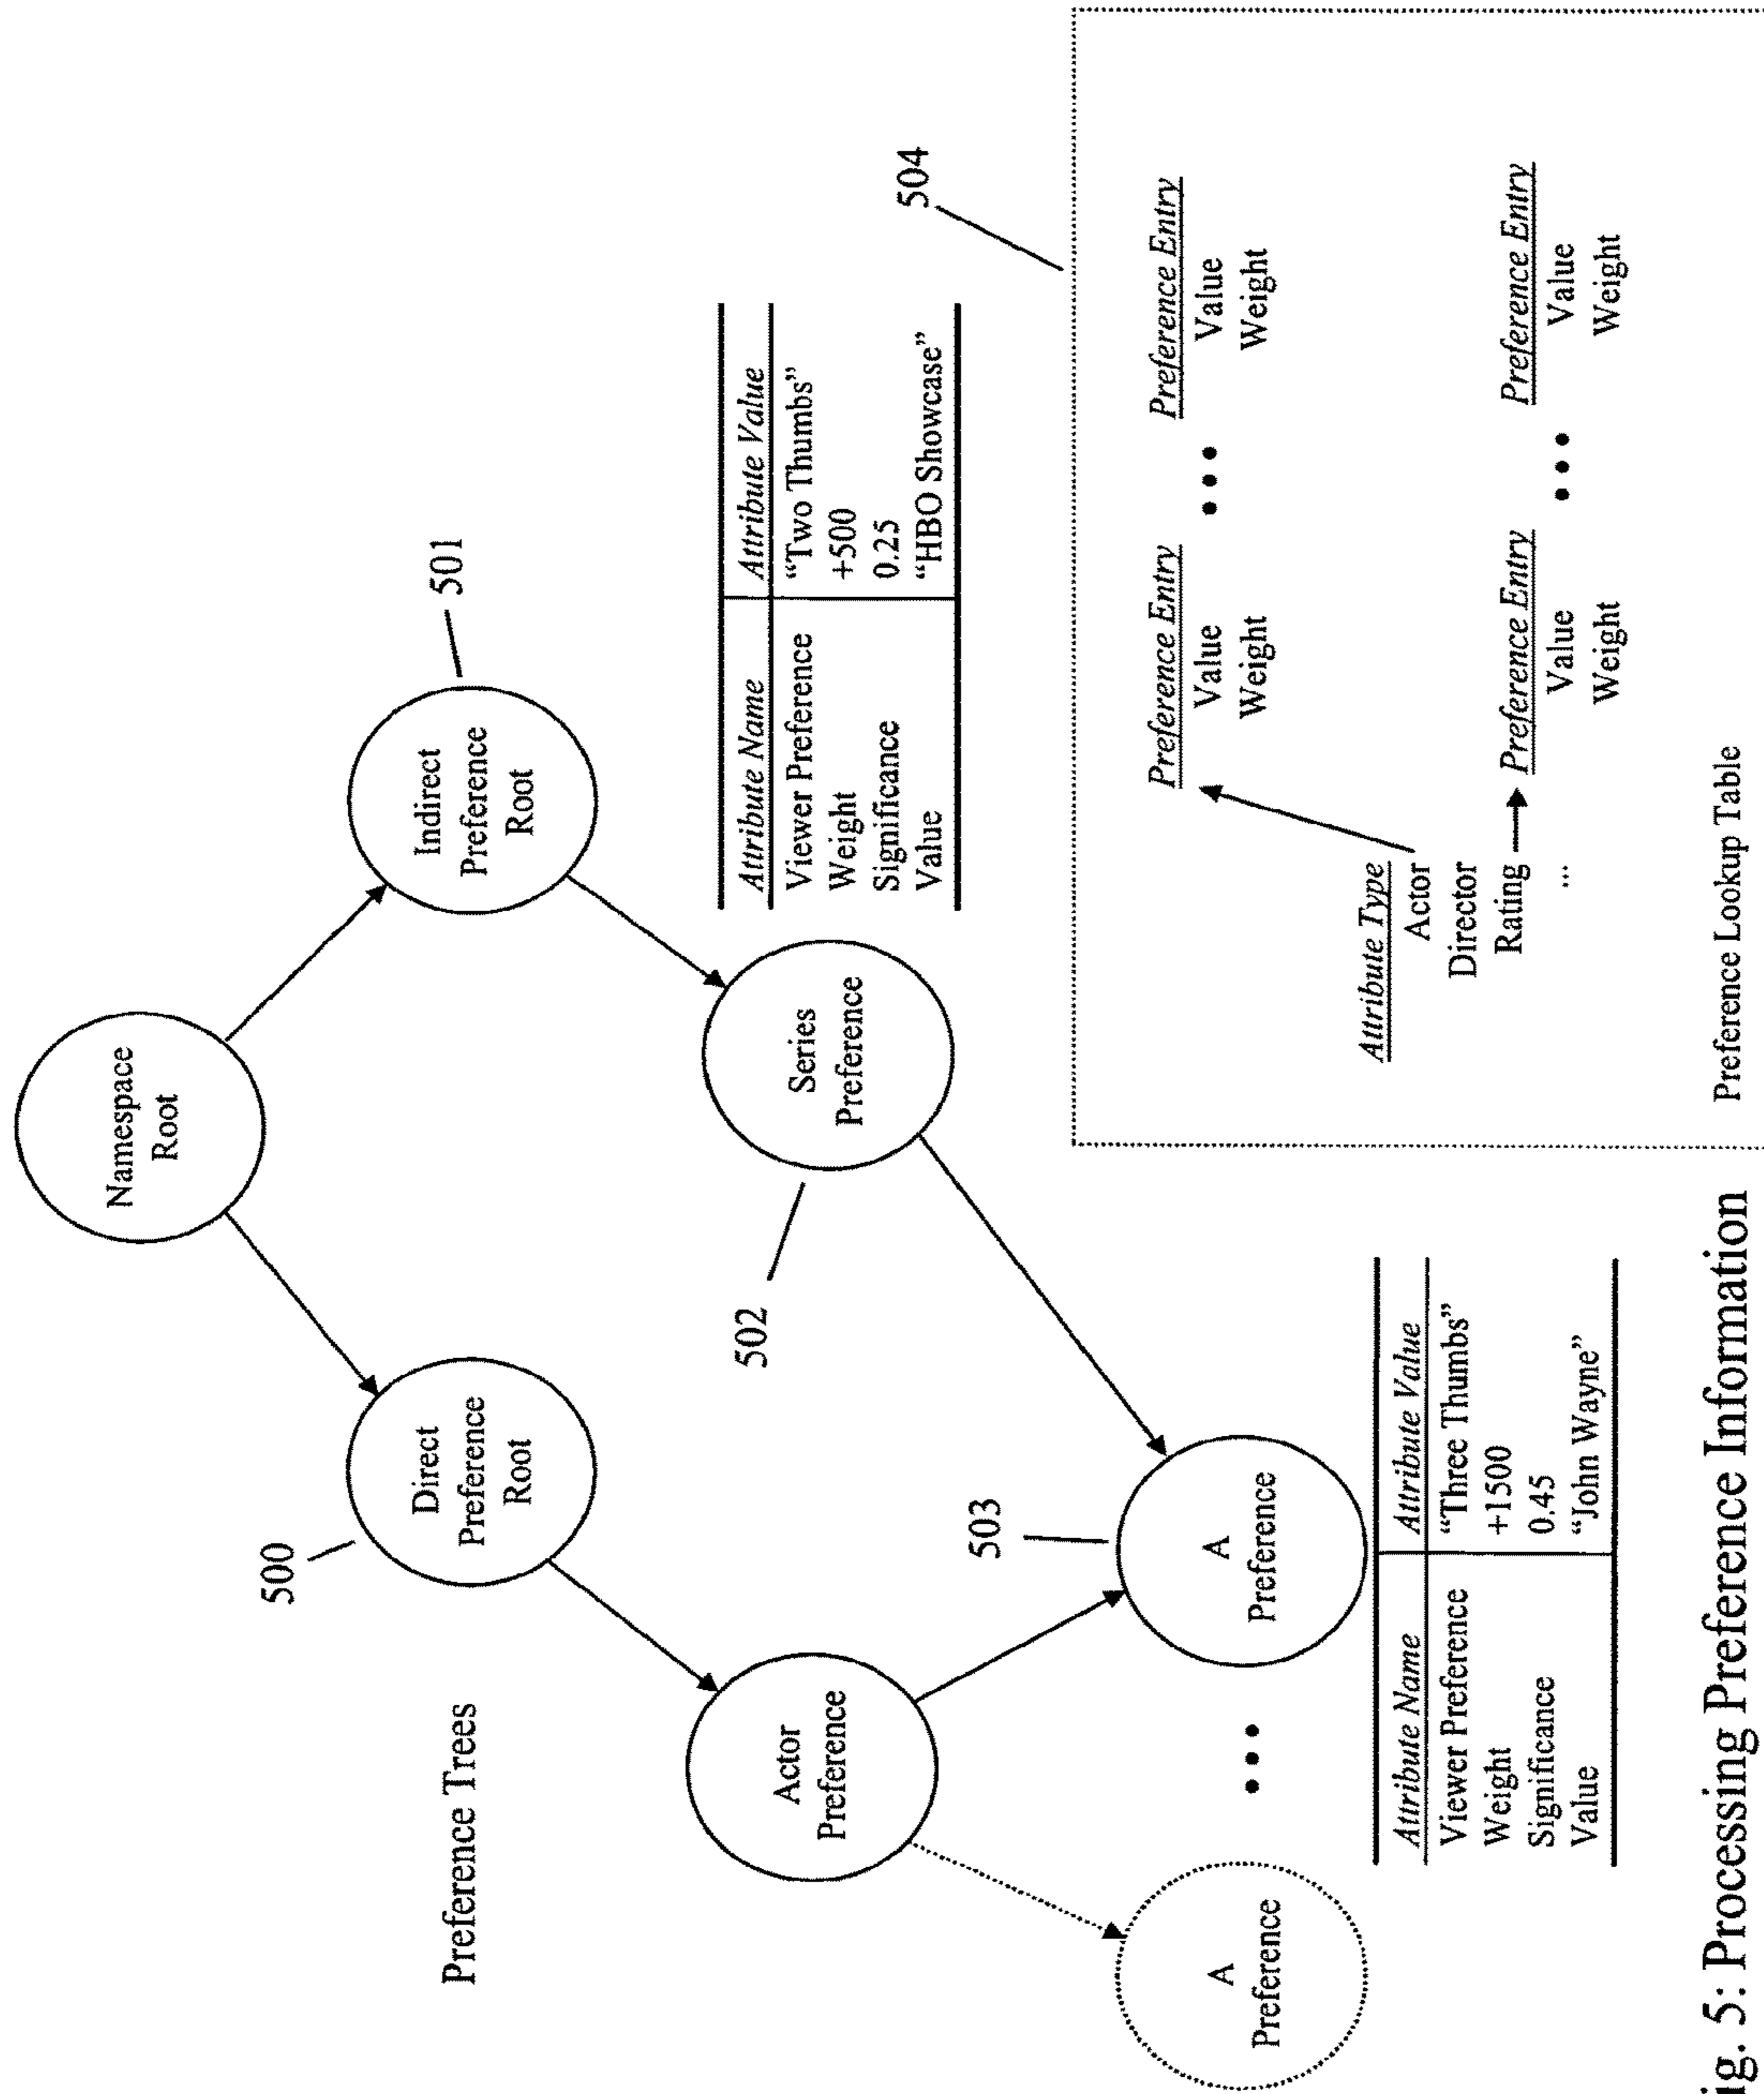 Preference Trees
Namespace
Root
500
Direct
Preference
Root
Indirect
Preference
Root
501
Actor
Preference
502
Series
Preference
Attribute Name Attribute Value
Viewer Preference “Two Thumbs”
Weight +500
Significance 0.25
Value “HBO Showcase”
A
Preference
•••
503
A
Preference
Attribute Name Attribute Value
Viewer Preference “Three Thumbs”
Weight +1500
Significance 0.45
Value “John Wayne”
504
Preference Entry ••• Preference Entry
Value Value
Weight Weight
Attribute Type
Actor
Director
Rating Preference Entry ••• Preference Entry
... Value Value
Weight Weight
Preference Lookup Table
ig. 5: Processing Preference Information